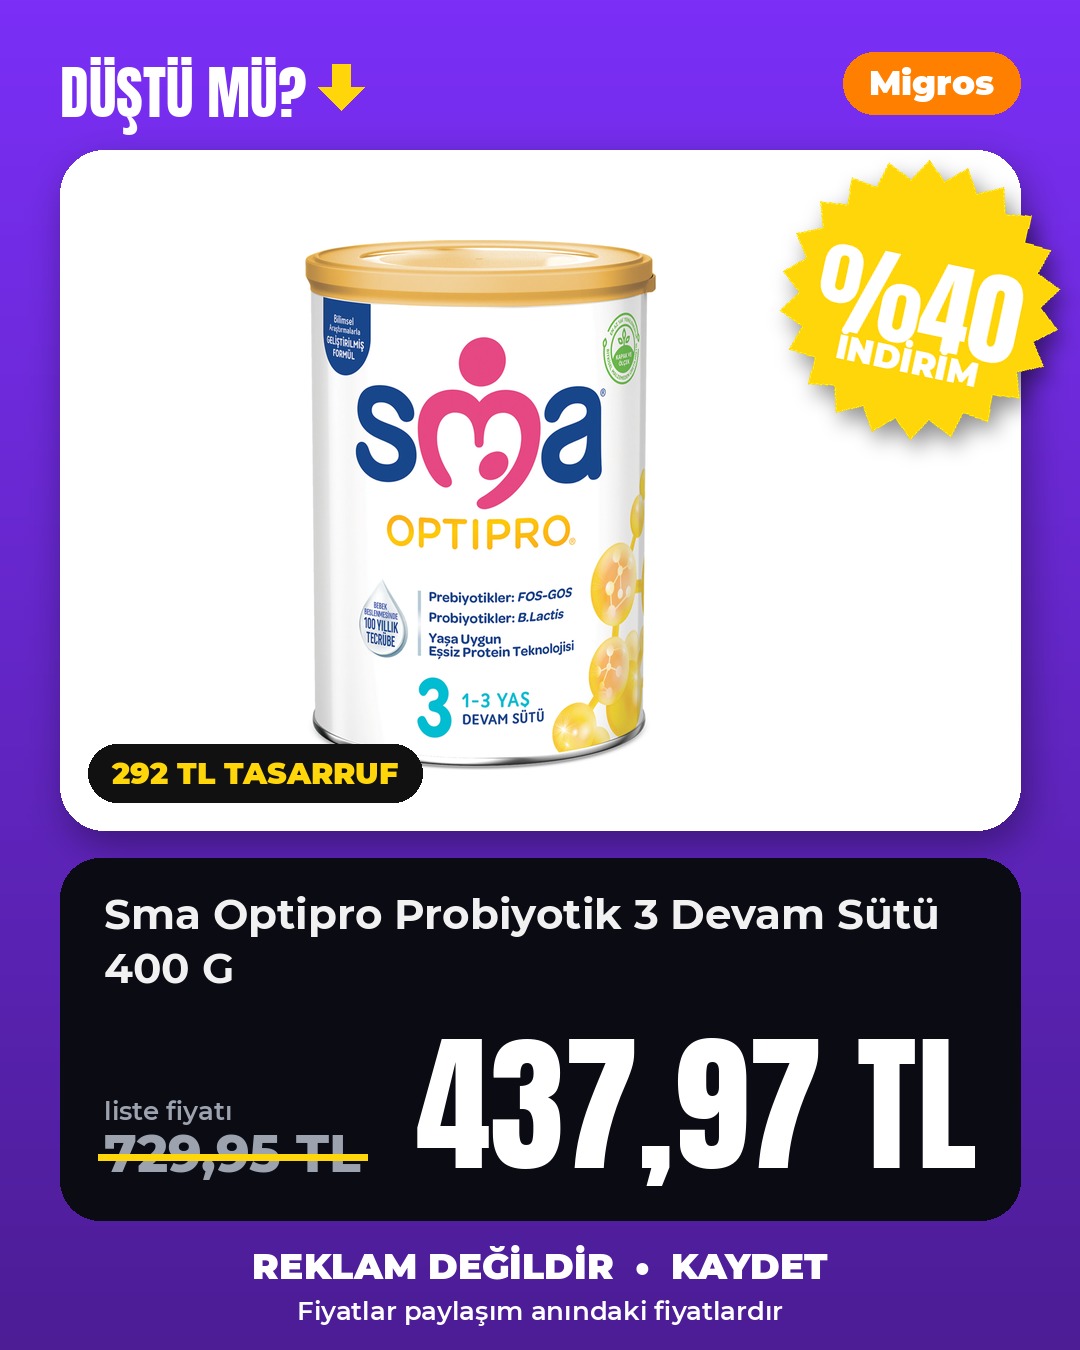 DÜŞTÜ MÜ?
Migros
%40
İNDİRİM
Bilimsel
Araştırmalarla
GELİŞTİRİLMİŞ
FORMÜL
sma
OPTIPRO
BEBEK
BESLENMESİNDE
100 YILLIK
TECRÜBE
Prebiyotikler: FOS-GOS
Probiyotikler: B.Lactis
Yaşa Uygun
Eşsiz Protein Teknolojisi
3 1-3 YAŞ
DEVAM SÜTÜ
292 TL TASARRUF
Sma Optipro Probiyotik 3 Devam Sütü
400 G
liste fiyatı
729,95 TL
437,97 TL
REKLAM DEĞİLDİR • KAYDET
Fiyatlar paylaşım anındaki fiyatlardır